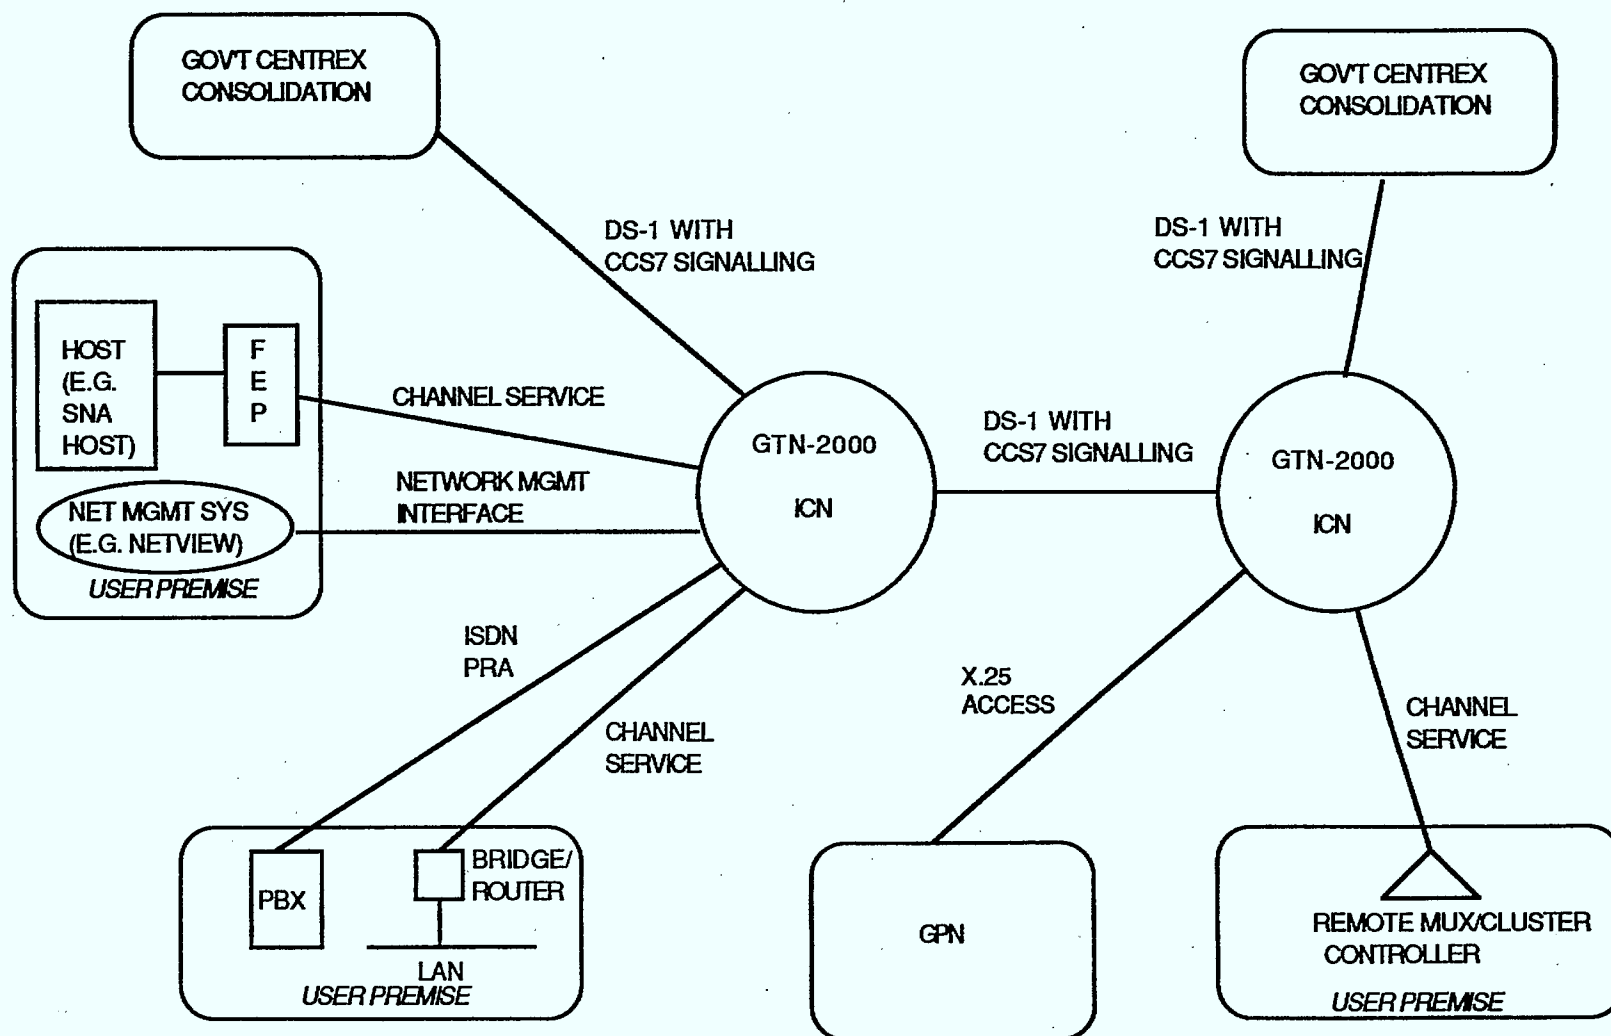 GOV'T CENTREX
CONSOLIDATION
GOV'T CENTREX
CONSOLIDATION
DS-1 WITH
CCS7 SIGNALLING
DS-1 WITH
CCS7 SIGNALLING
HOST
(E.G.
SNA
HOST)
F
E
P
CHANNEL SERVICE
NET MGMT SYS
(E.G. NETVIEW)
USER PREMISE
NETWORK MGMT
INTERFACE
GTN-2000
ICN
DS-1 WITH
CCS7 SIGNALLING
GTN-2000
ICN
ISDN
PRA
CHANNEL
SERVICE
X.25
ACCESS
CHANNEL
SERVICE
PBX
BRIDGE/
ROUTER
LAN
USER PREMISE
GPN
REMOTE MUX/CLUSTER
CONTROLLER
USER PREMISE